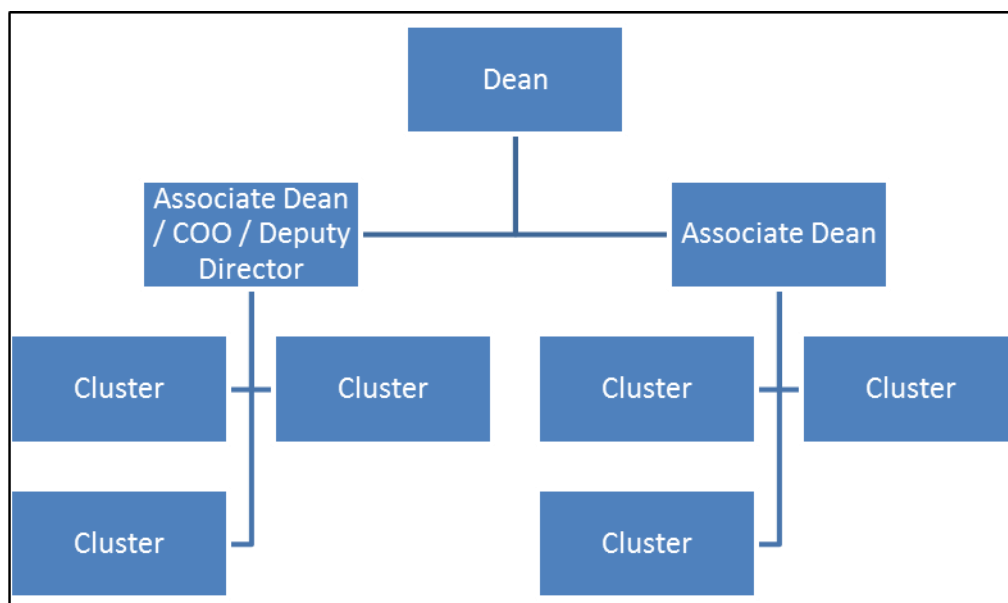 Dean
Associate Dean
/ COO / Deputy
Director
Associate Dean
Cluster
Cluster
Cluster
Cluster
Cluster
Cluster